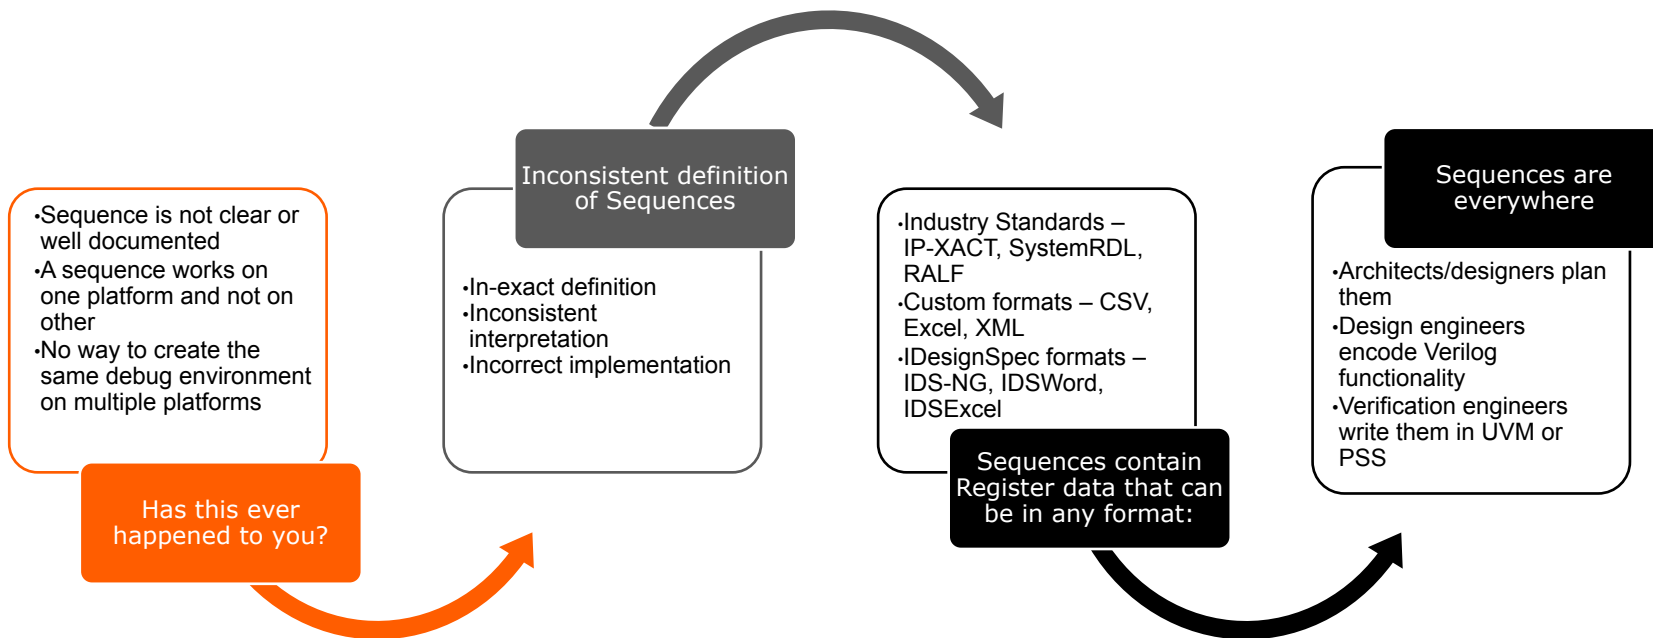 •Sequence is not clear or
well documented
•A sequence works on
one platform and not on
other
•No way to create the
same debug environment
on multiple platforms
Has this ever
happened to you?
Inconsistent definition
of Sequences
•In-exact definition
•Inconsistent
interpretation
•Incorrect implementation
•Industry Standards –
IP-XACT, SystemRDL,
RALF
•Custom formats – CSV,
Excel, XML
•IDesignSpec formats –
IDS-NG, IDSWord,
IDSExcel
Sequences contain
Register data that can
be in any format:
Sequences are
everywhere
•Architects/designers plan
them
•Design engineers
encode Verilog
functionality
•Verification engineers
write them in UVM or
PSS